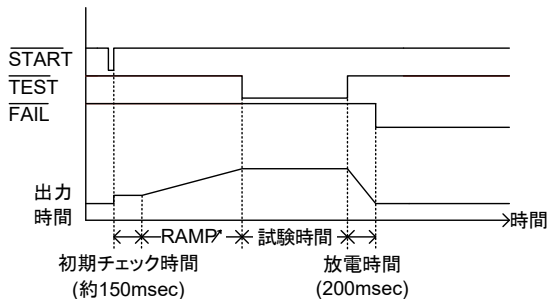 START
TEST
FAIL
出力
時間
時間
RAMP
試験時間
初期チェック時間
(約150msec)
放電時間
(200msec)